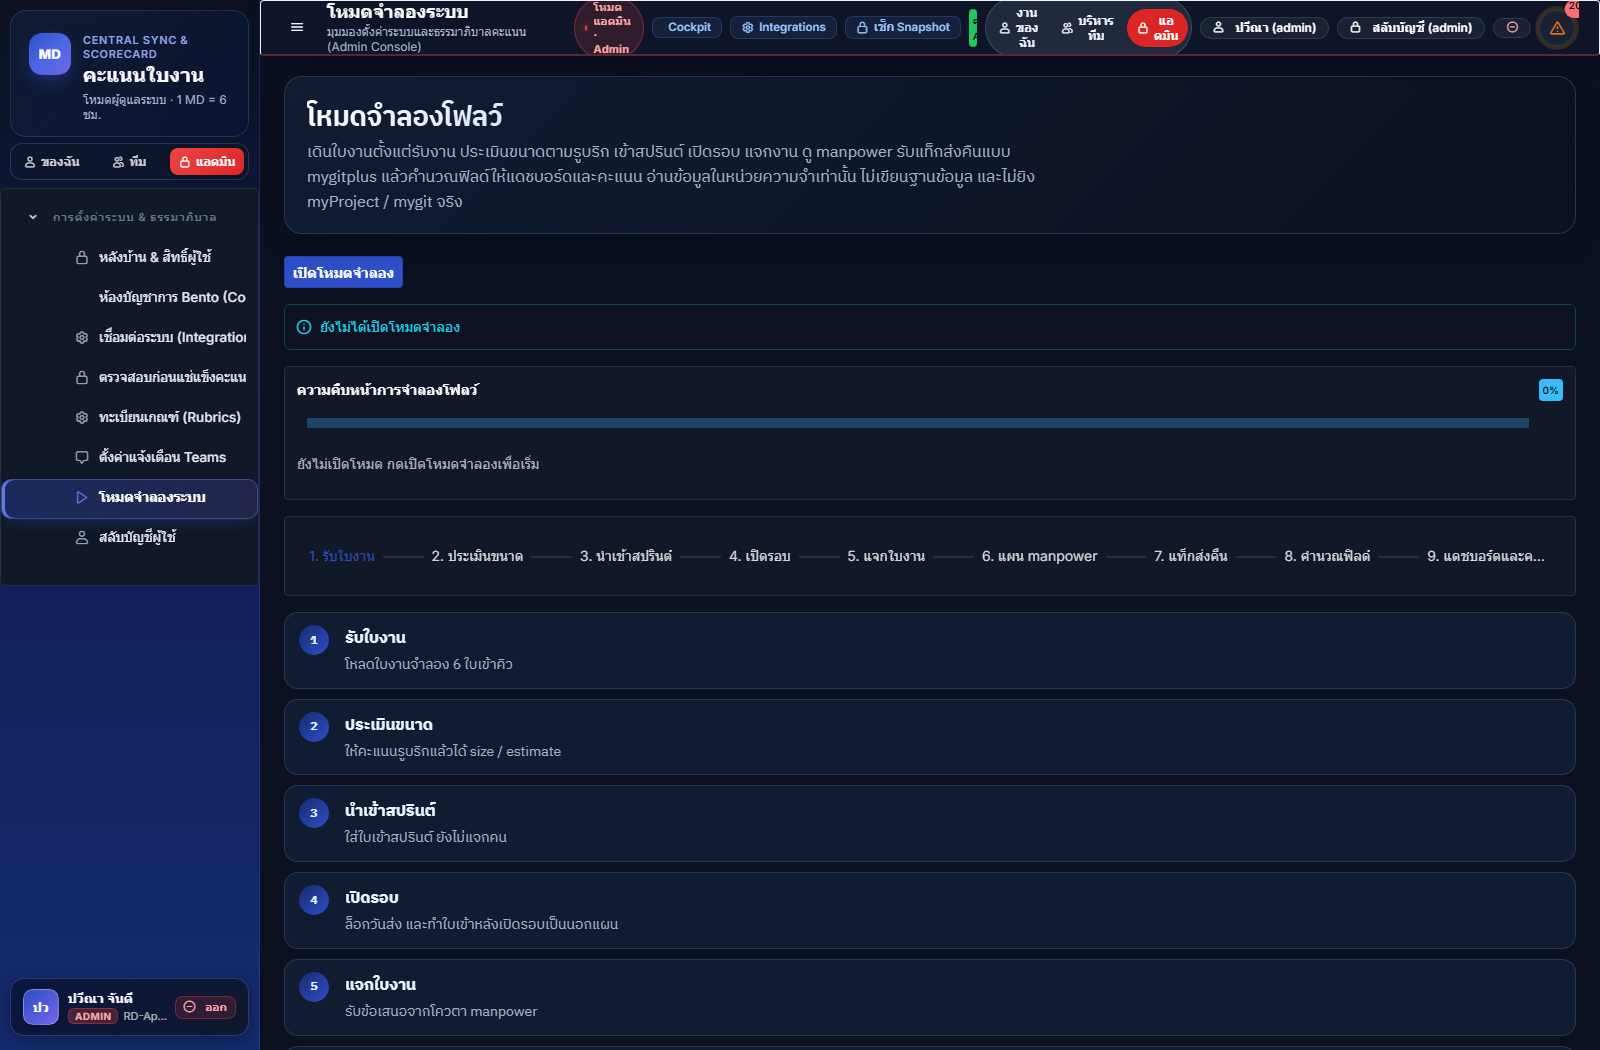 MD
CENTRAL SYNC &
SCORECARD
คะแนนใบงาน
โหมดผู้ดูแลระบบ · 1 MD = 6
ชม.
ของฉัน
ทีม
แอดมิน
การตั้งค่าระบบ & ธรรมาภิบาล
หลังบ้าน & สิทธิ์ผู้ใช้
ห้องบัญชาการ Bento (Co
เชื่อมต่อระบบ (Integration
ตรวจสอบก่อนแช่แข็งคะแน
ทะเบียนเกณฑ์ (Rubrics)
ตั้งค่าแจ้งเตือน Teams
โหมดจำลองระบบ
สลับบัญชีผู้ใช้
ปว
ปวีณา จันดี
ADMIN
RD-Ap...
ออก
โหมดจำลองระบบ
มุมมองตั้งค่าระบบและธรรมาภิบาลคะแนน
(Admin Console)
โหมด
แอดมิน
·
Admin
Cockpit
Integrations
เช็ก Snapshot
งาน
ของ
ฉัน
บริหาร
ทีม
แอ
ดมิน
ปวีณา (admin)
สลับบัญชี (admin)
20
โหมดจำลองโฟลว์
เดินใบงานตั้งแต่รับงาน ประเมินขนาดตามรูบริก เข้าสปรินต์ เปิดรอบ แจกงาน ดู manpower รับแท็กส่งคืนแบบ
mygitplus แล้วคำนวณฟิลด์ให้แดชบอร์ดและคะแนน อ่านข้อมูลในหน่วยความจำเท่านั้น ไม่เขียนฐานข้อมูล และไม่ยิง
myProject / mygit จริง
เปิดโหมดจำลอง
ยังไม่ได้เปิดโหมดจำลอง
ความคืบหน้าการจำลองโฟลว์
0%
ยังไม่เปิดโหมด กดเปิดโหมดจำลองเพื่อเริ่ม
1. รับใบงาน
2. ประเมินขนาด
3. นำเข้าสปรินต์
4. เปิดรอบ
5. แจกใบงาน
6. แผน manpower
7. แท็กส่งคืน
8. คำนวณฟิลด์
9. แดชบอร์ดและค...
1
รับใบงาน
โหลดใบงานจำลอง 6 ใบเข้าคิว
2
ประเมินขนาด
ให้คะแนนรูบริกแล้วได้ size / estimate
3
นำเข้าสปรินต์
ใส่ใบเข้าสปรินต์ ยังไม่แจกคน
4
เปิดรอบ
ล็อกวันส่ง และทำใบเข้าหลังเปิดรอบเป็นนอกแผน
5
แจกใบงาน
รับข้อเสนอจากโควตา manpower